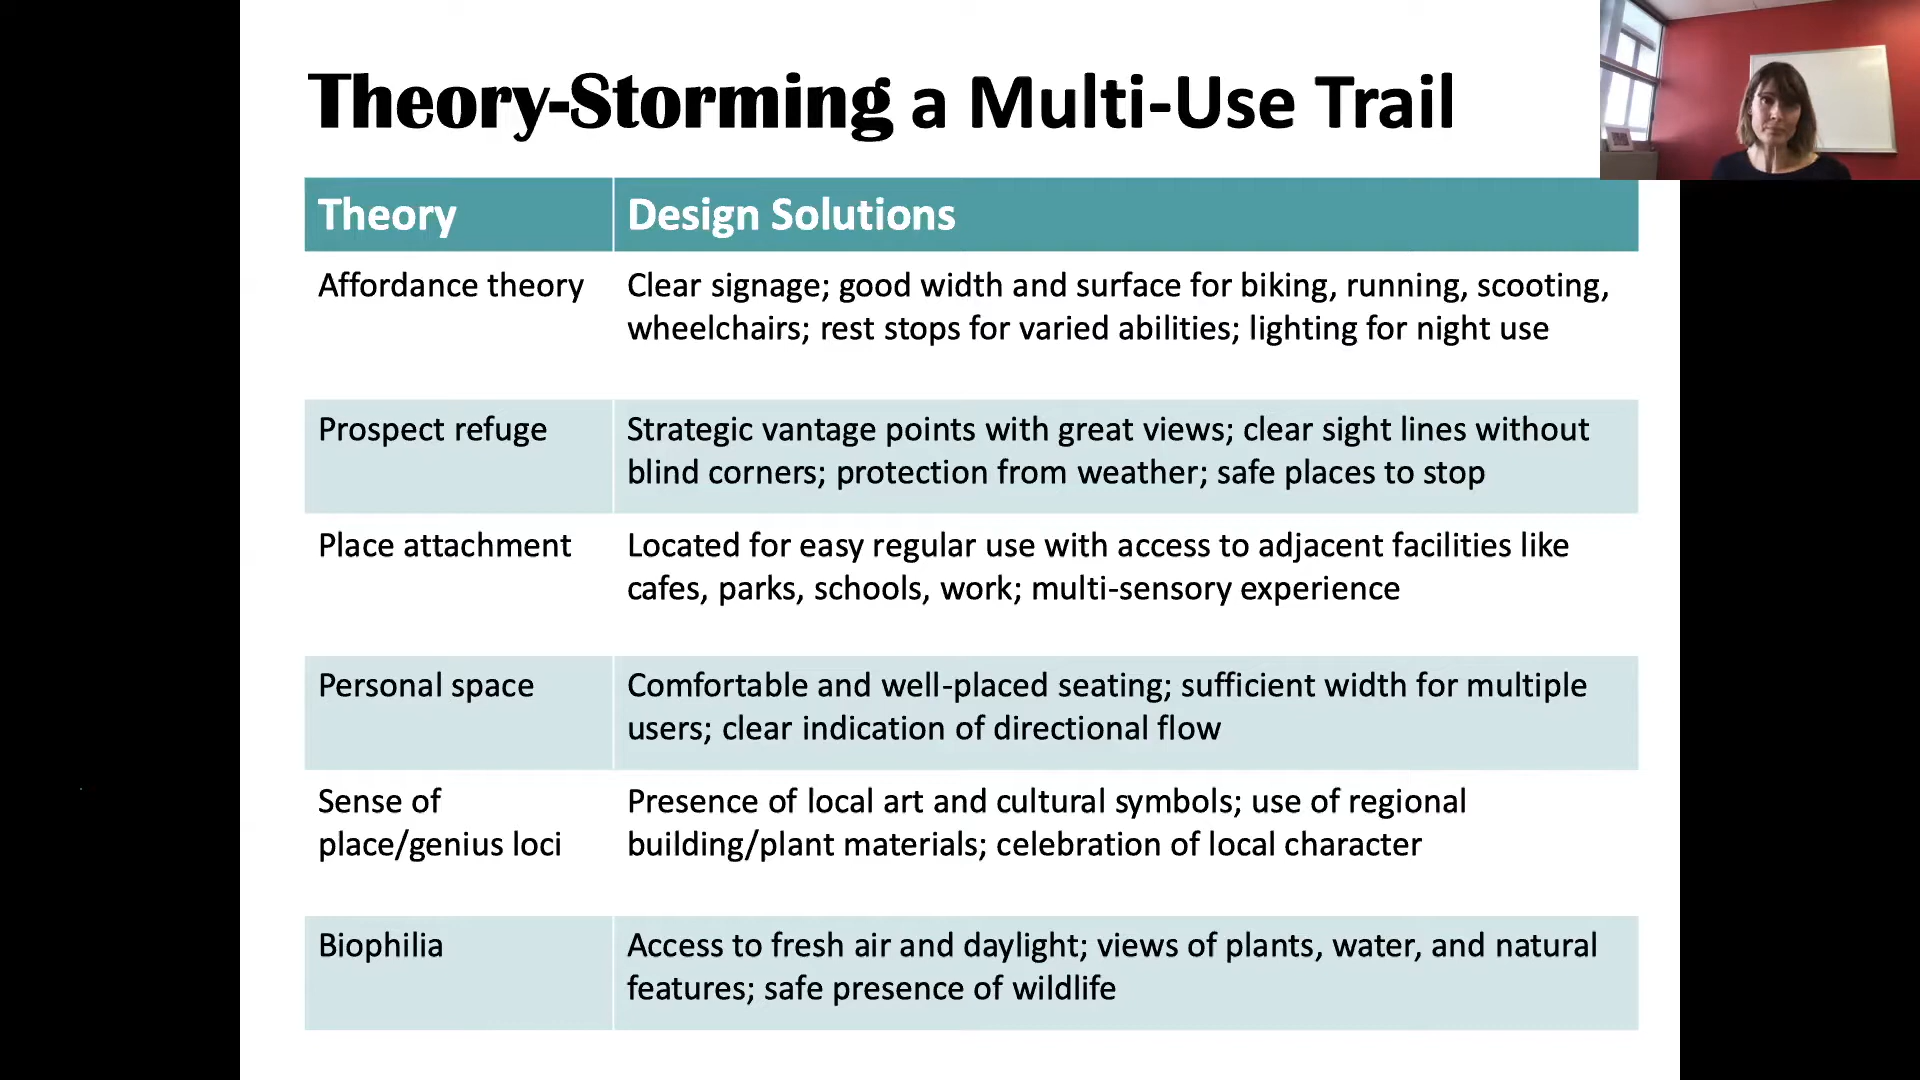 Theory-Storming a Multi-Use Trail
Theory
Design Solutions
Affordance theory
Clear signage; good width and surface for biking, running, scooting,
wheelchairs; rest stops for varied abilities; lighting for night use
Prospect refuge
Strategic vantage points with great views; clear sight lines without
blind corners; protection from weather; safe places to stop
Place attachment
Located for easy regular use with access to adjacent facilities like
cafes, parks, schools, work; multi-sensory experience
Personal space
Comfortable and well-placed seating; sufficient width for multiple
users; clear indication of directional flow
Sense of
place/genius loci
Presence of local art and cultural symbols; use of regional
building/plant materials; celebration of local character
Biophilia
Access to fresh air and daylight; views of plants, water, and natural
features; safe presence of wildlife